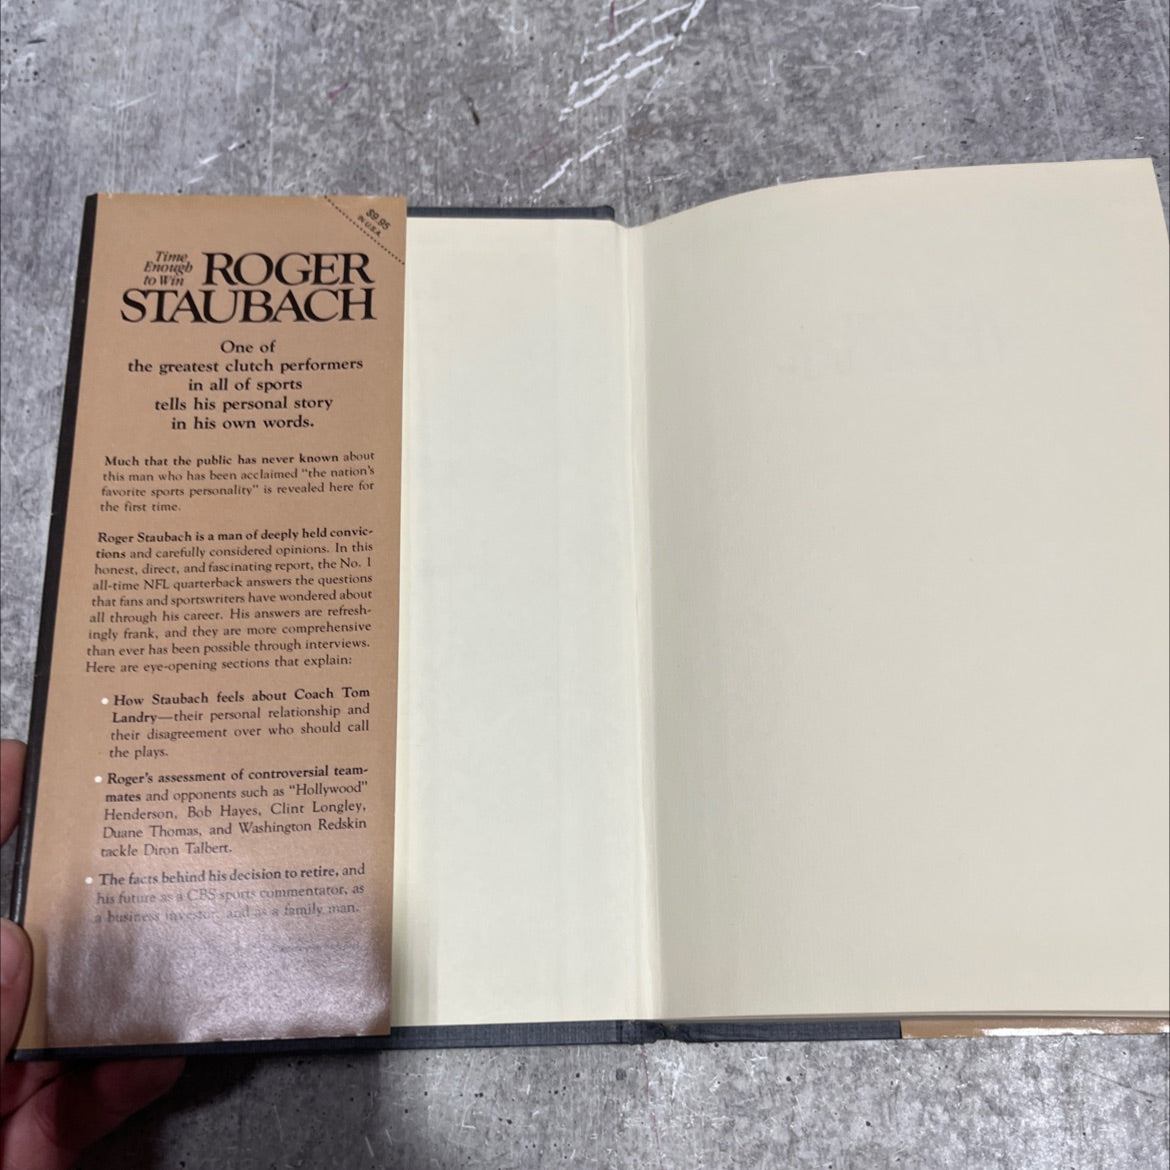 $9.95
IN U.S.A.
Time
Enough
to Win
ROGER
STAUBACH
One of
the greatest clutch performers
in all of sports
tells his personal story
in his own words.
Much that the public has never known about
this man who has been acclaimed "the nation's
favorite sports personality" is revealed here for
the first time.
Roger Staubach is a man of deeply held convic-
tions and carefully considered opinions. In this
honest, direct, and fascinating report, the No. 1
all-time NFL quarterback answers the questions
that fans and sportswriters have wondered about
all through his career. His answers are refresh-
ingly frank, and they are more comprehensive
than ever has been possible through interviews.
Here are eye-opening sections that explain:
• How Staubach feels about Coach Tom
Landry—their personal relationship and
their disagreement over who should call
the plays.
• Roger's assessment of controversial team-
mates and opponents such as "Hollywood"
Henderson, Bob Hayes, Clint Longley,
Duane Thomas, and Washington Redskin
tackle Diron Talbert.
• The facts behind his decision to retire, and
his future as a CBS sports commentator, as
a business investor, and as a family man.